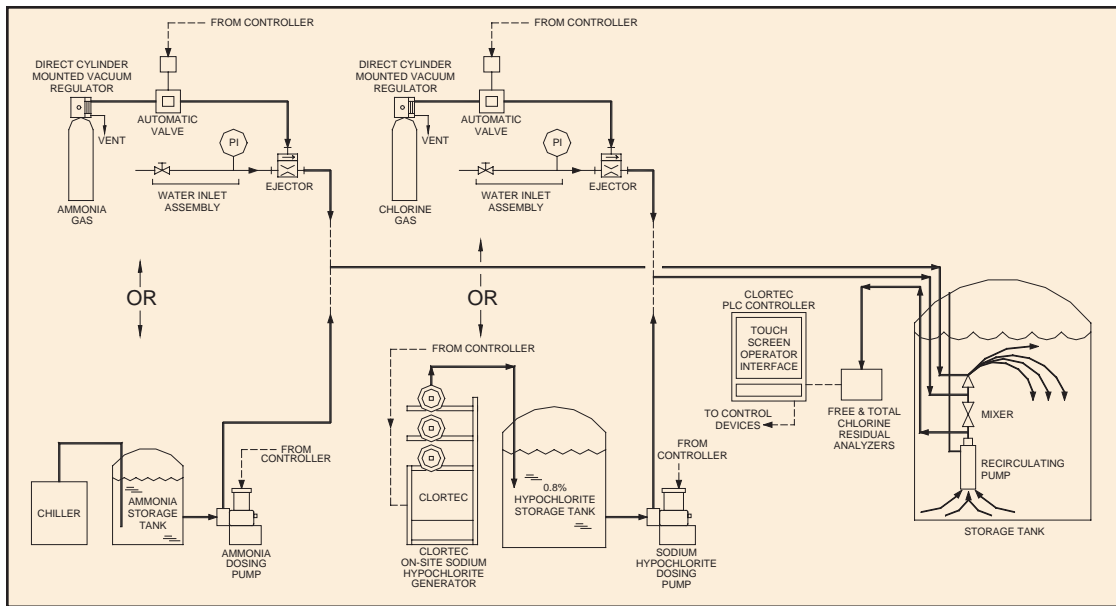 FROM CONTROLLER
DIRECT CYLINDER
MOUNTED VACUUM
REGULATOR
AUTOMATIC
VALVE
VENT
PI
EJECTOR
WATER INLET
ASSEMBLY
AMMONIA
GAS
FROM CONTROLLER
DIRECT CYLINDER
MOUNTED VACUUM
REGULATOR
AUTOMATIC
VALVE
VENT
PI
EJECTOR
WATER INLET
ASSEMBLY
CHLORINE
GAS
OR
OR
CHILLER
AMMONIA
STORAGE
TANK
FROM
CONTROLLER
AMMONIA
DOSING
PUMP
FROM CONTROLLER
CLORTEC
CLORTEC
ON-SITE SODIUM
HYPOCHLORITE
GENERATOR
0.8%
HYPOCHLORITE
STORAGE TANK
FROM
CONTROLLER
SODIUM
HYPOCHLORITE
DOSING
PUMP
CLORTEC
PLC CONTROLLER
TOUCH
SCREEN
OPERATOR
INTERFACE
TO CONTROL
DEVICES
FREE & TOTAL
CHLORINE
RESIDUAL
ANALYZERS
MIXER
RECIRCULATING
PUMP
STORAGE TANK